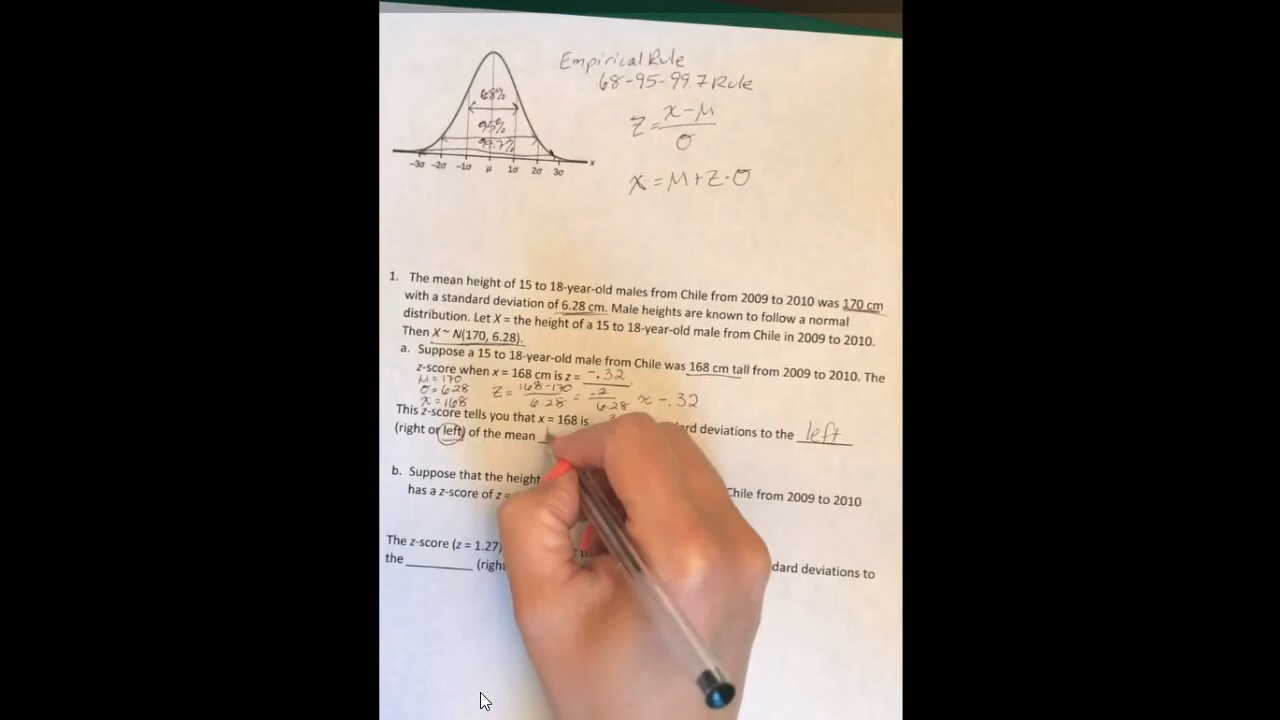 Empirical Rule
68-95-99.7 Rule
z = x-μ / σ
x = μ+z·σ
68%
95%
99.7%
-3σ -2σ -1σ μ 1σ 2σ 3σ x
1. The mean height of 15 to 18-year-old males from Chile from 2009 to 2010 was 170 cm
with a standard deviation of 6.28 cm. Male heights are known to follow a normal
distribution. Let X = the height of a 15 to 18-year-old male from Chile in 2009 to 2010.
Then X ~ N(170, 6.28).
a. Suppose a 15 to 18-year-old male from Chile was 168 cm tall from 2009 to 2010. The
z-score when x = 168 cm is z = -.32
μ=170
σ=6.28
x=168
z = 168-170 / 6.28 = -2 / 6.28 ≈ -.32
This z-score tells you that x = 168 is deviations to the left
(right or left) of the mean
b. Suppose that the height Chile from 2009 to 2010
has a z-score of z =
The z-score (z = 1.27) deviations to
the